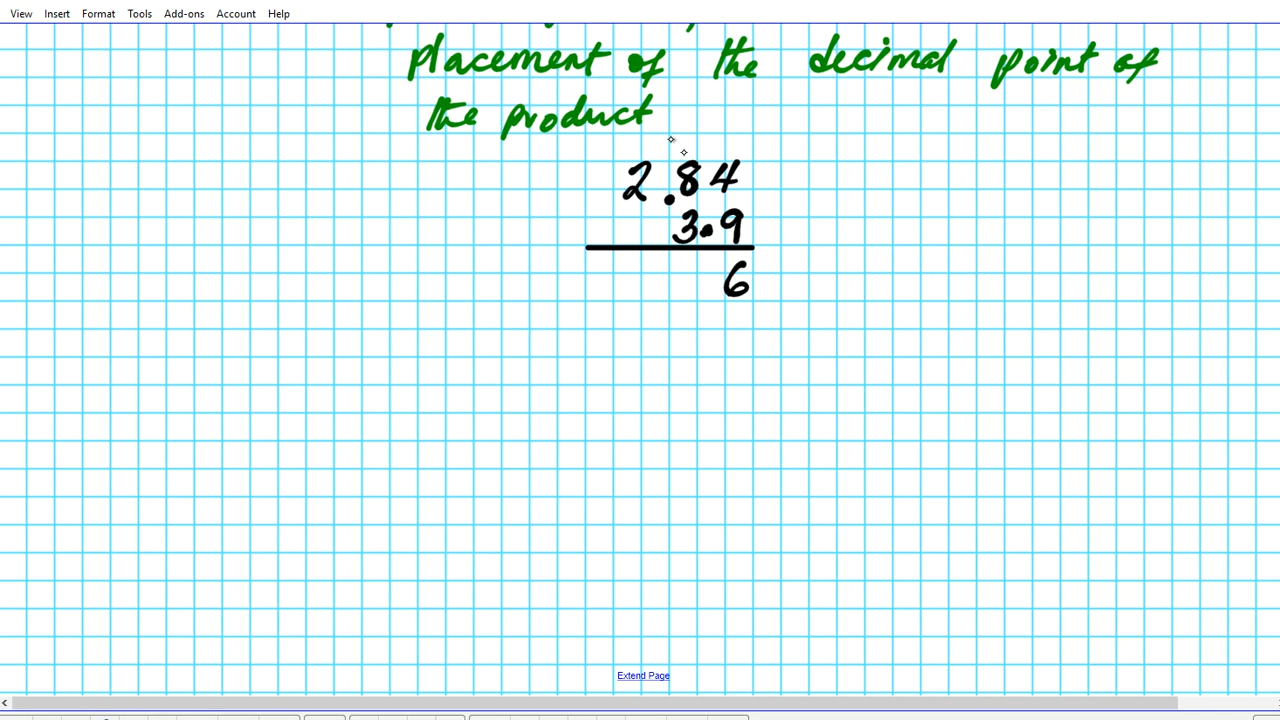 View Insert Format Tools Add-ons Account Help
placement of the decimal point of
the product
2.84
3.9
6
Extend Page